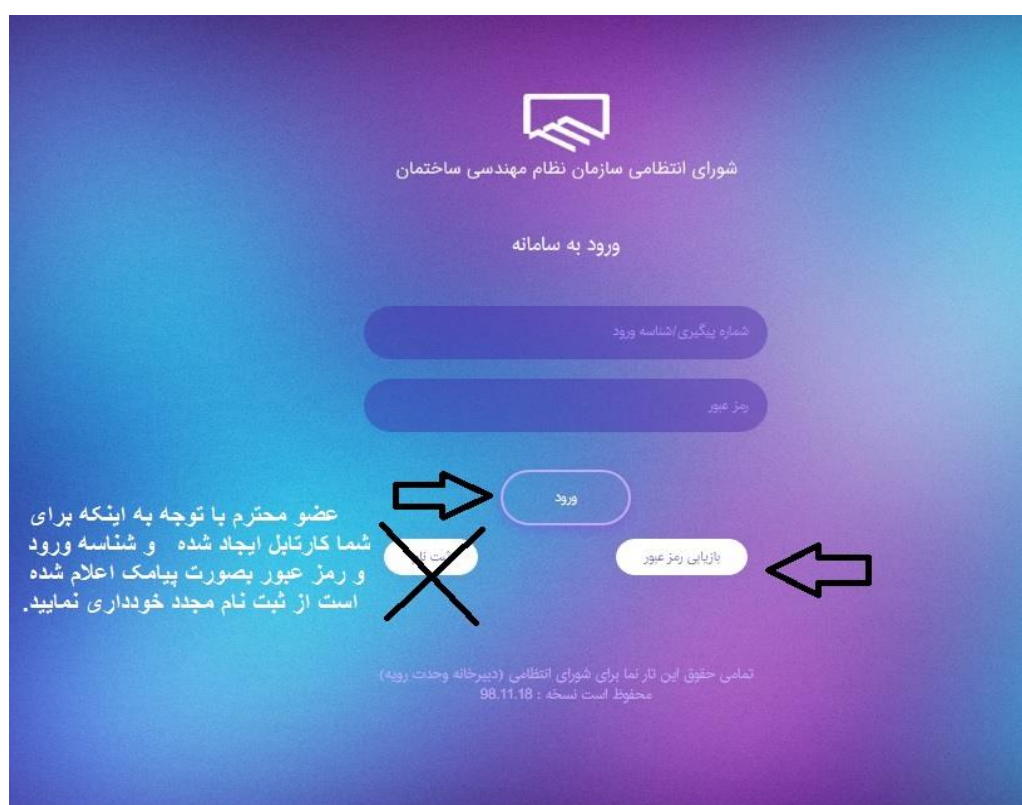 شورای انتظامی سازمان نظام مهندسی ساختمان
ورود به سامانه
شماره پیگیری/شناسه ورود
رمز عبور
ورود
بازیابی رمز عبور
ثبت
عضو محترم با توجه به اینکه برای
شما کارتابل ایجاد شده و شناسه ورود
و رمز عبور بصورت پیامک اعلام شده
است از ثبت نام مجدد خودداری نمایید.
تمامی حقوق این تار نما برای شورای انتظامی (دبیرخانه وحدت رویه)
محفوظ است نسخه : 98.11.18